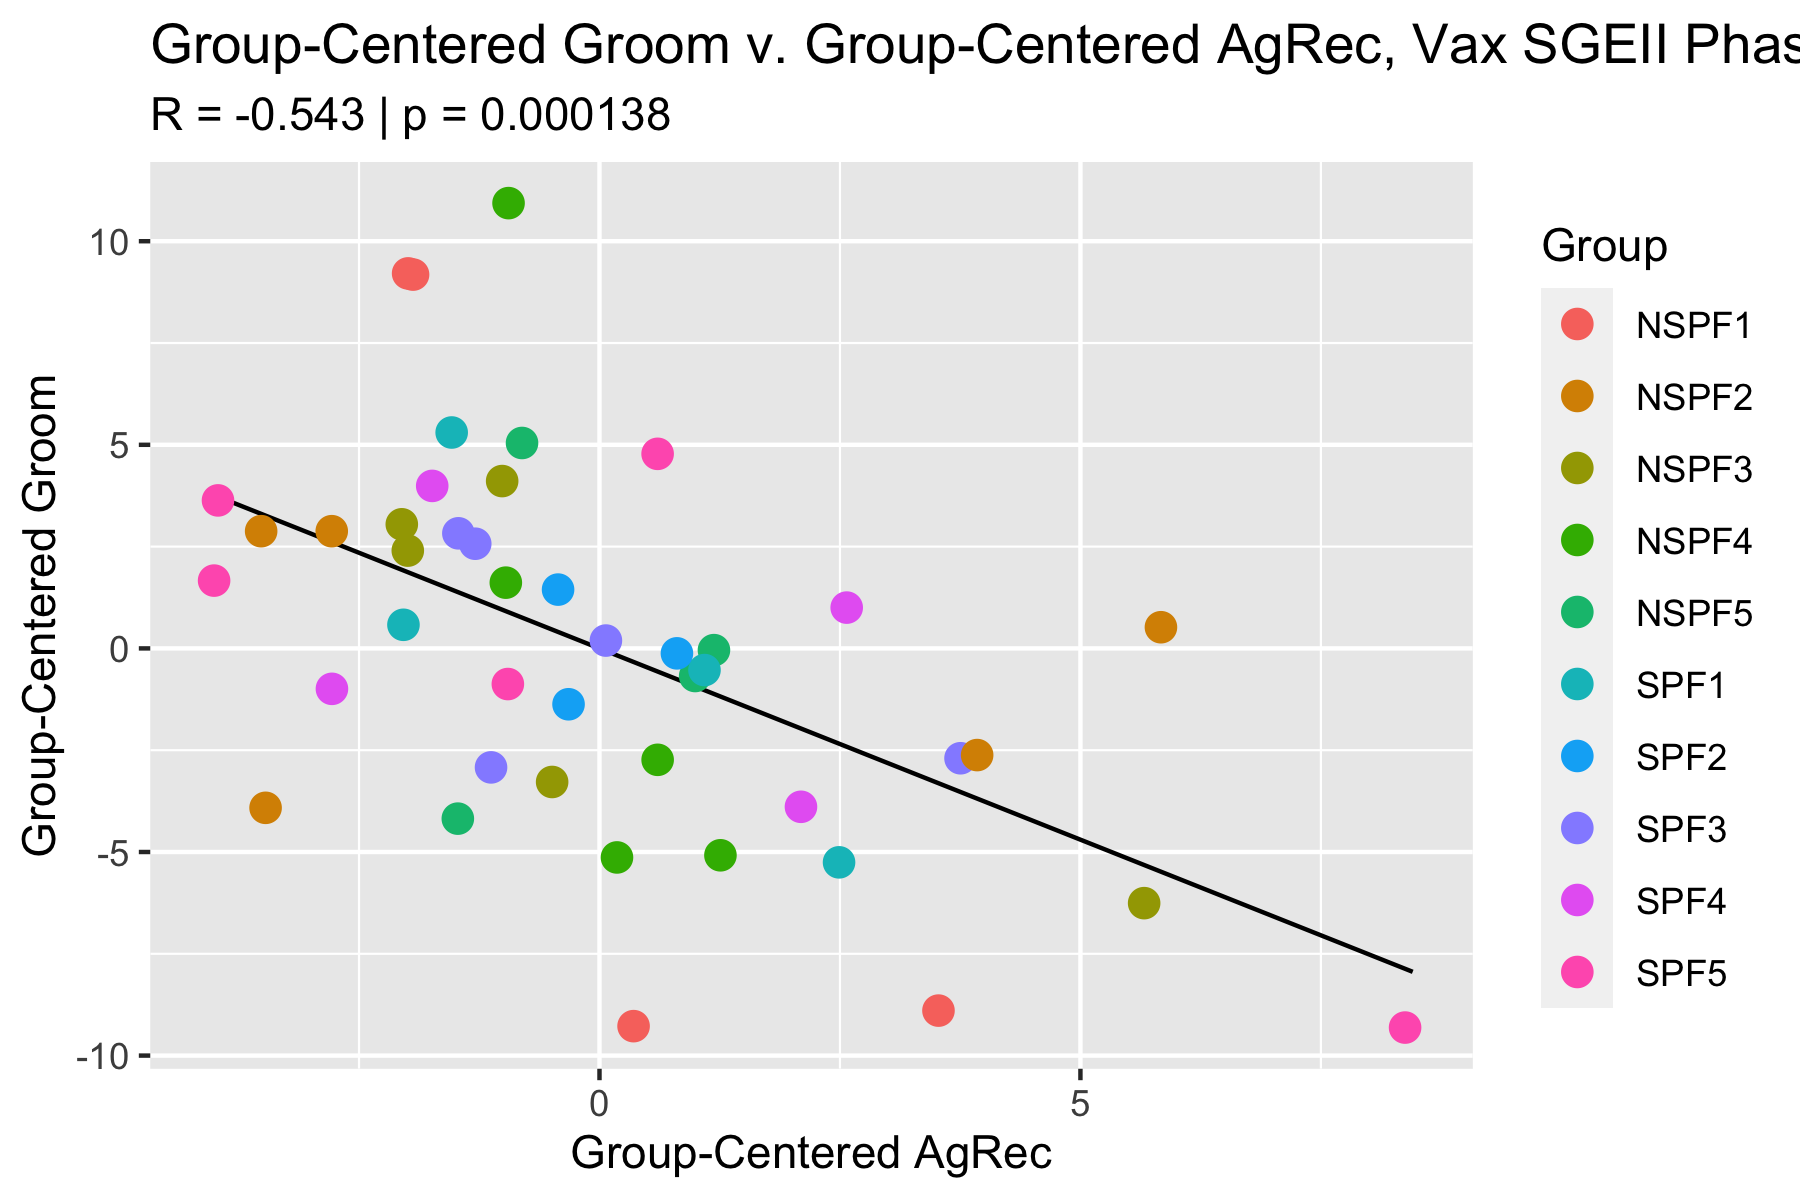 Group-Centered Groom v. Group-Centered AgRec, Vax SGEII Phas
R = -0.543 | p = 0.000138
Group-Centered Groom
10
5
0
-5
-10
0
5
Group-Centered AgRec
Group
NSPF1
NSPF2
NSPF3
NSPF4
NSPF5
SPF1
SPF2
SPF3
SPF4
SPF5